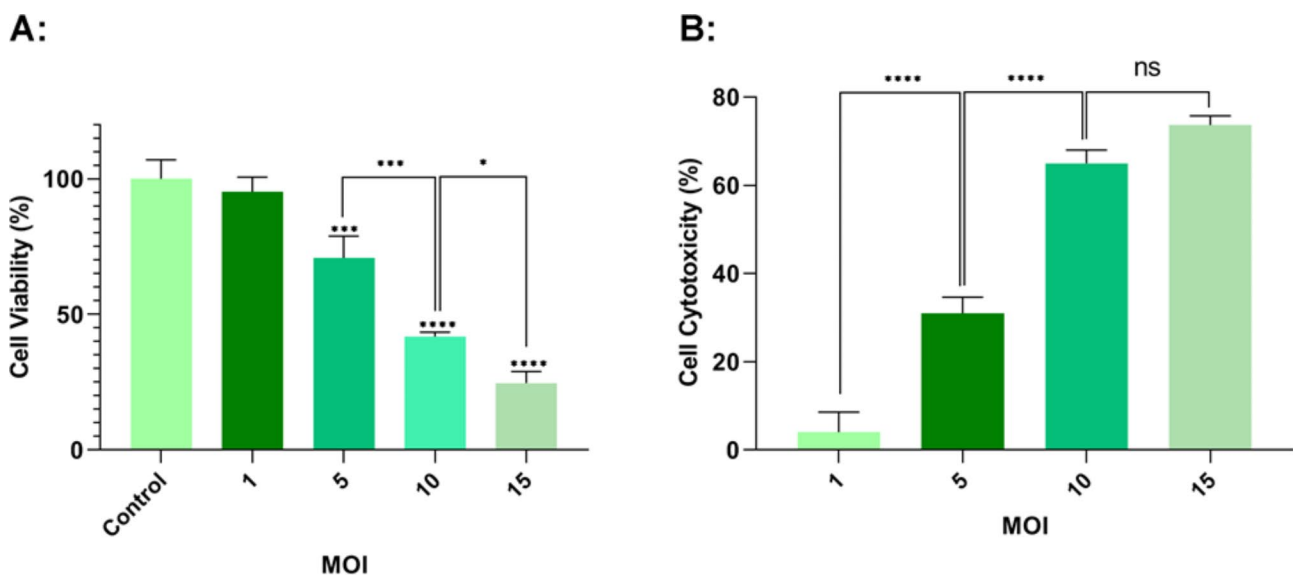 A:
Cell Viability (%)
100
50
0
***
*
***
****
****
Control
1
5
10
15
MOI
B:
Cell Cytotoxicity (%)
80
60
40
20
0
****
****
ns
1
5
10
15
MOI